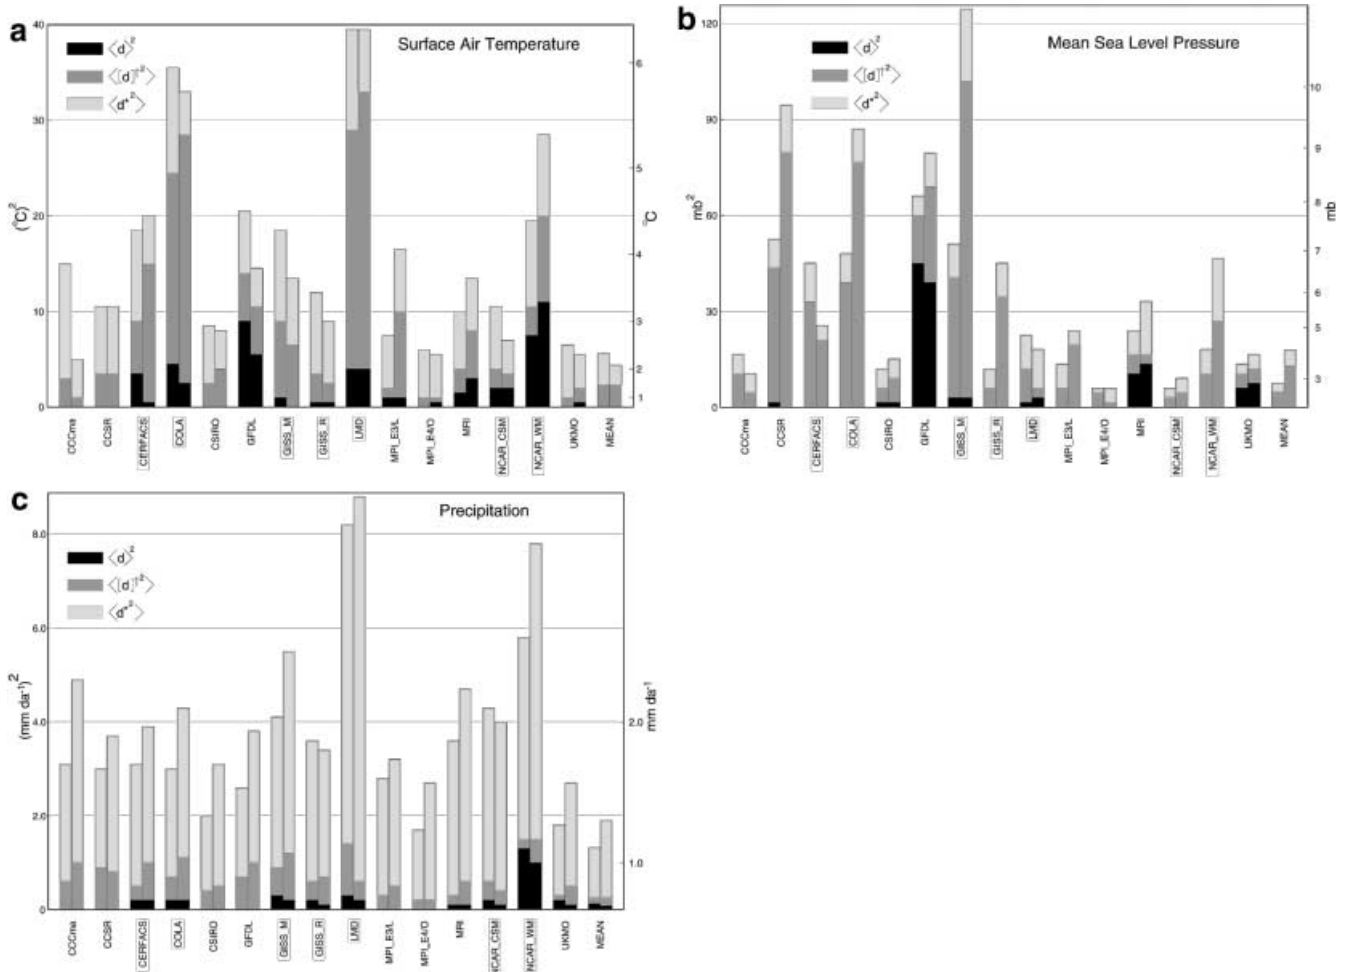 a
Surface Air Temperature
⟨d⟩²
⟨[d]†²⟩
⟨d*²⟩
(°C)²
40
30
20
10
0
°C
6
5
4
3
2
1
CCCma
CCSR
CERFACS
COLA
CSIRO
GFDL
GISS_M
GISS_R
LMD
MPI_E3/L
MPI_E4/O
MRI
NCAR_CSM
NCAR_WM
UKMO
MEAN
b
Mean Sea Level Pressure
⟨d⟩²
⟨[d]†²⟩
⟨d*²⟩
mb²
120
90
60
30
0
mb
10
9
8
7
6
5
3
CCCma
CCSR
CERFACS
COLA
CSIRO
GFDL
GISS_M
GISS_R
LMD
MPI_E3/L
MPI_E4/O
MRI
NCAR_CSM
NCAR_WM
UKMO
MEAN
c
Precipitation
⟨d⟩²
⟨[d]†²⟩
⟨d*²⟩
(mm da⁻¹)²
8.0
6.0
4.0
2.0
0
mm da⁻¹
2.0
1.0
CCCma
CCSR
CERFACS
COLA
CSIRO
GFDL
GISS_M
GISS_R
LMD
MPI_E3/L
MPI_E4/O
MRI
NCAR_CSM
NCAR_WM
UKMO
MEAN